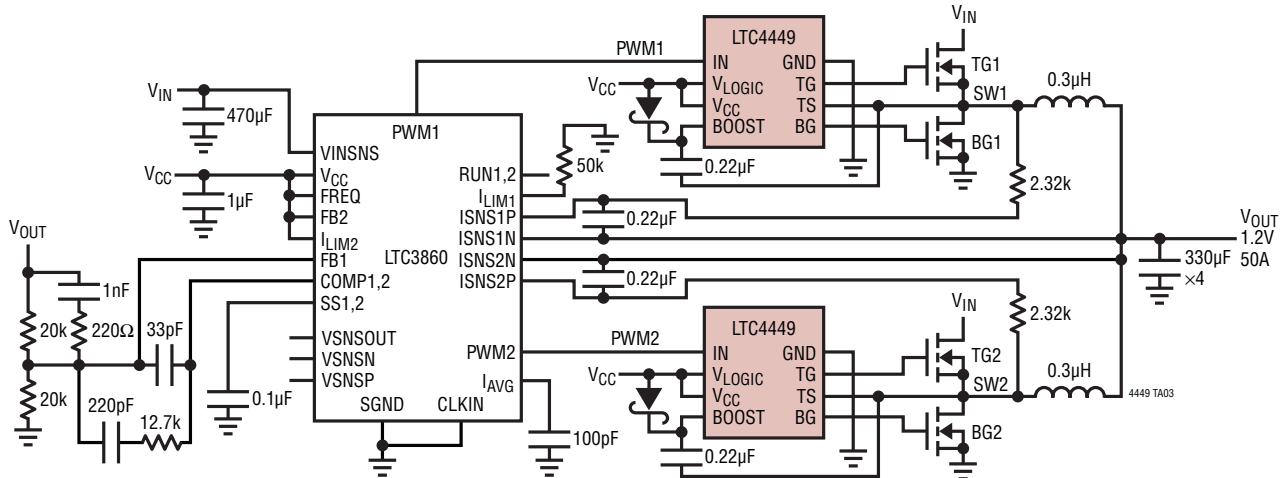 VIN
470µF
VINSNS
VCC
1µF
VCC
FREQ
FB2
ILIM2
FB1
COMP1,2
SS1,2
VSNSOUT
VSNSN
VSNSP
SGND
CLKIN
LTC3860
PWM1
RUN1,2
ILIM1
ISNS1P
ISNS1N
ISNS2N
ISNS2P
PWM2
IAVG
VOUT
1nF
20k
220Ω
33pF
20k
220pF
12.7k
0.1µF
100pF
50k
0.22µF
0.22µF
PWM1
VCC
LTC4449
IN
VLOGIC
VCC
BOOST
GND
TG
TS
BG
0.22µF
VIN
TG1
SW1
BG1
0.3µH
2.32k
VOUT
1.2V
50A
330µF
×4
PWM2
VCC
LTC4449
IN
VLOGIC
VCC
BOOST
GND
TG
TS
BG
0.22µF
VIN
TG2
SW2
BG2
2.32k
0.3µH
4449 TA03